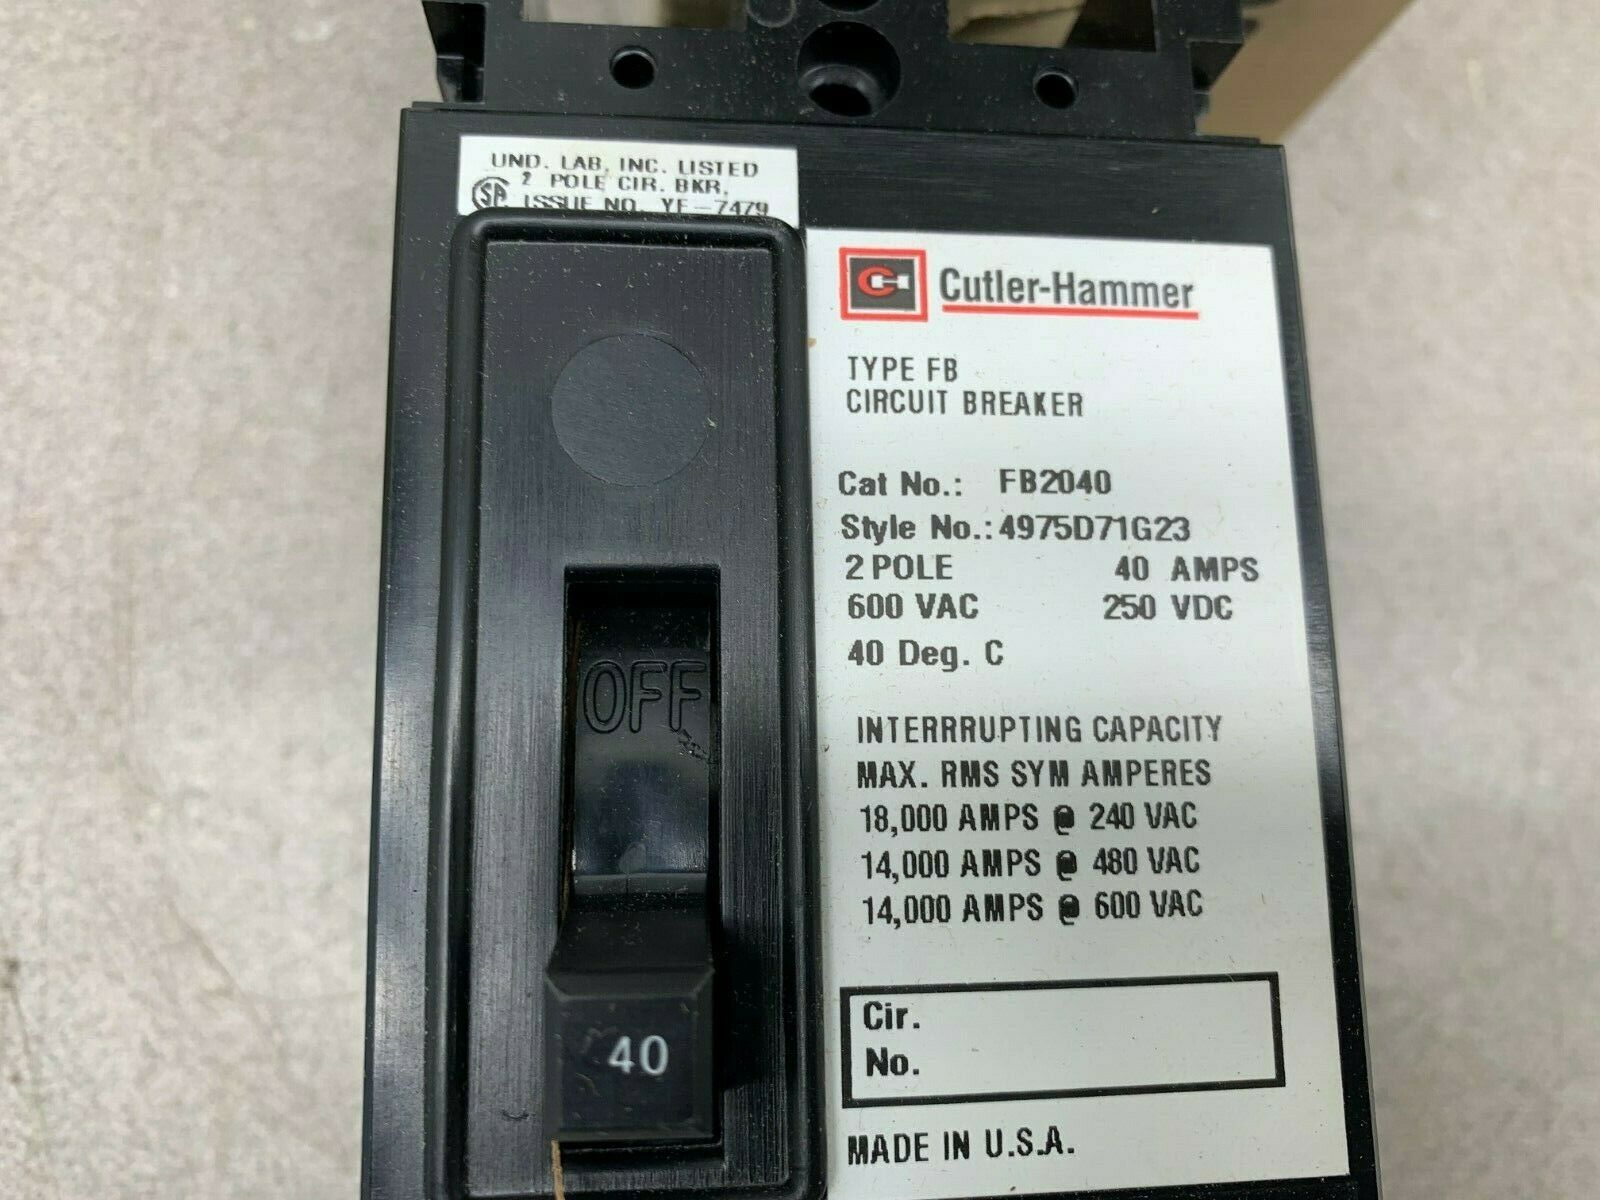 UND. LAB. INC. LISTED
2 POLE CIR. BKR.
SA ISSUE NO. YE-7479
CH Cutler-Hammer
TYPE FB
CIRCUIT BREAKER
Cat No.: FB2040
Style No.: 4975D71G23
2 POLE 40 AMPS
600 VAC 250 VDC
40 Deg. C
INTERRRUPTING CAPACITY
MAX. RMS SYM AMPERES
18,000 AMPS @ 240 VAC
14,000 AMPS @ 480 VAC
14,000 AMPS @ 600 VAC
Cir.
No.
MADE IN U.S.A.
OFF
40